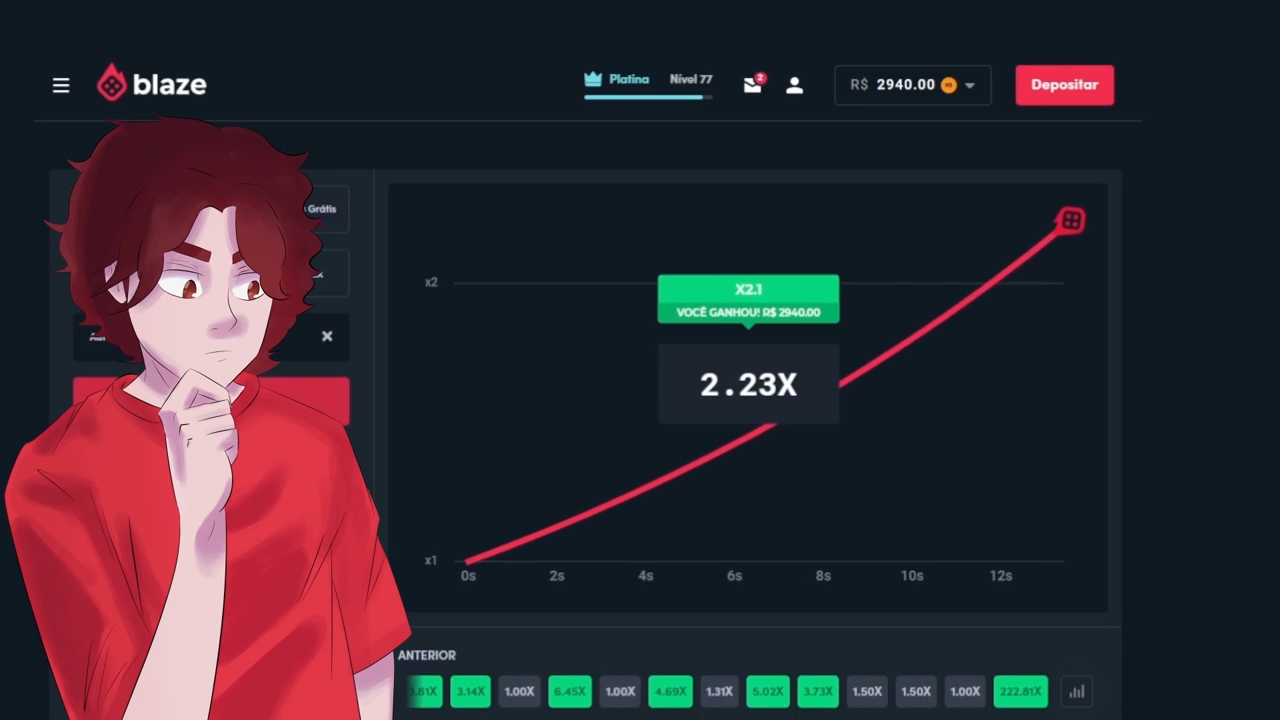 blaze
Platina Nível 77
2
R$ 2940.00 R$
Depositar
Grátis
x2
X2.1
VOCÊ GANHOU! R$ 2940.00
2.23X
x1
0s 2s 4s 6s 8s 10s 12s
ANTERIOR
3.14X 1.00X 6.45X 1.00X 4.69X 1.31X 5.02X 3.73X 1.50X 1.50X 1.00X 222.81X